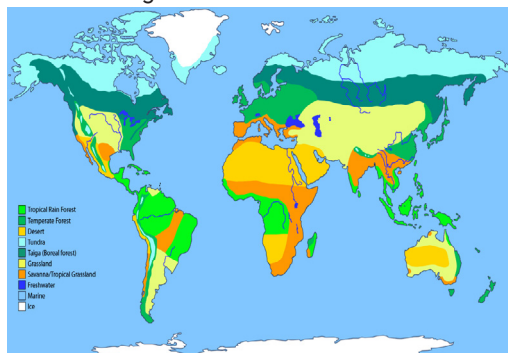 Tropical Rain Forest
Temperate Forest
Desert
Tundra
Taiga (Boreal forest)
Grassland
Savanna/Tropical Grassland
Freshwater
Marine
Ice